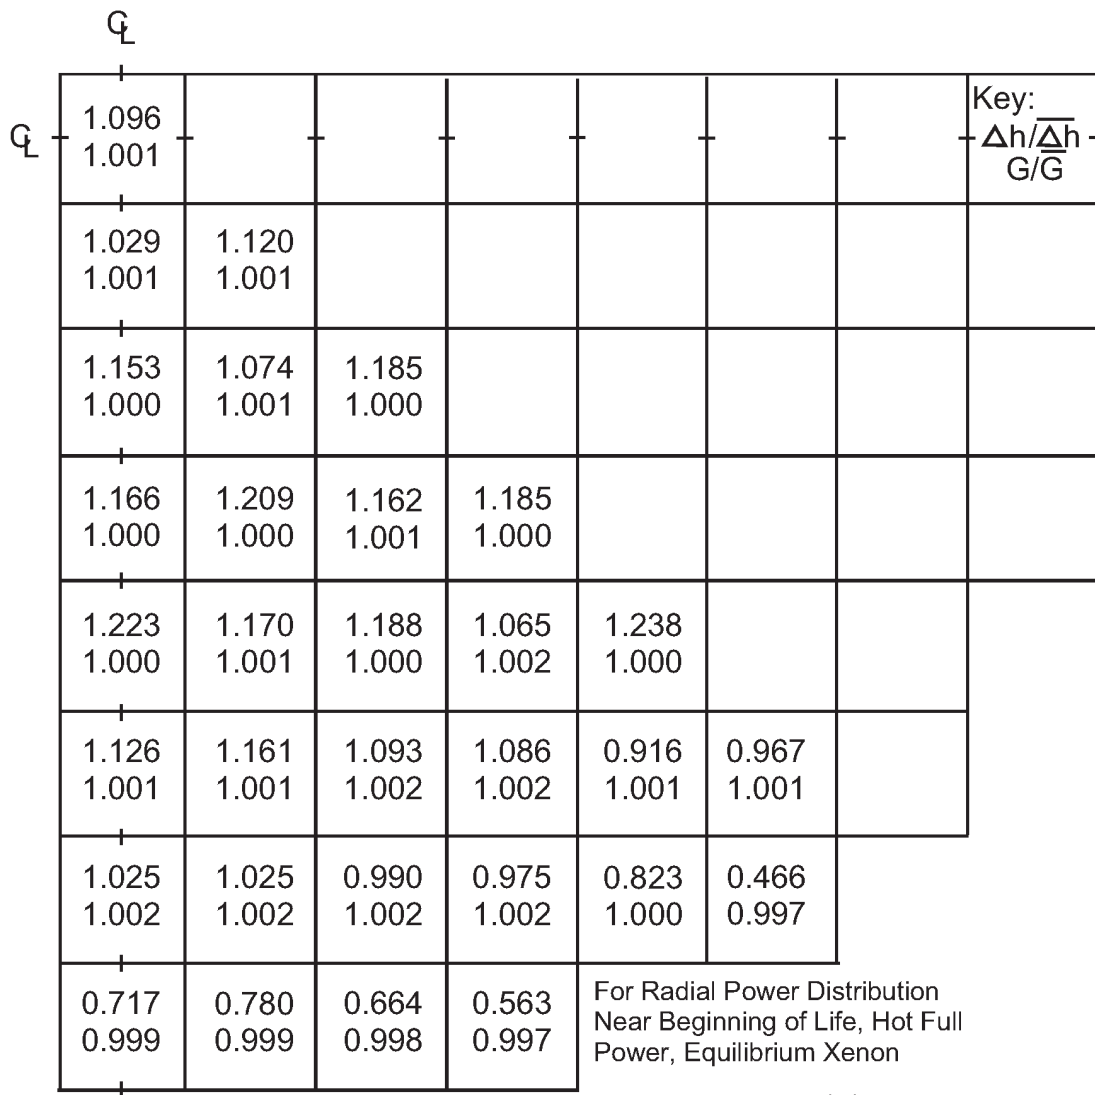 ℄
℄
1.096
1.001
Key:
Δh/Δ̅h̅
G/G̅
1.029 1.120
1.001 1.001
1.153 1.074 1.185
1.000 1.001 1.000
1.166 1.209 1.162 1.185
1.000 1.000 1.001 1.000
1.223 1.170 1.188 1.065 1.238
1.000 1.001 1.000 1.002 1.000
1.126 1.161 1.093 1.086 0.916 0.967
1.001 1.001 1.002 1.002 1.001 1.001
1.025 1.025 0.990 0.975 0.823 0.466
1.002 1.002 1.002 1.002 1.000 0.997
0.717 0.780 0.664 0.563
0.999 0.999 0.998 0.997
For Radial Power Distribution
Near Beginning of Life, Hot Full
Power, Equilibrium Xenon